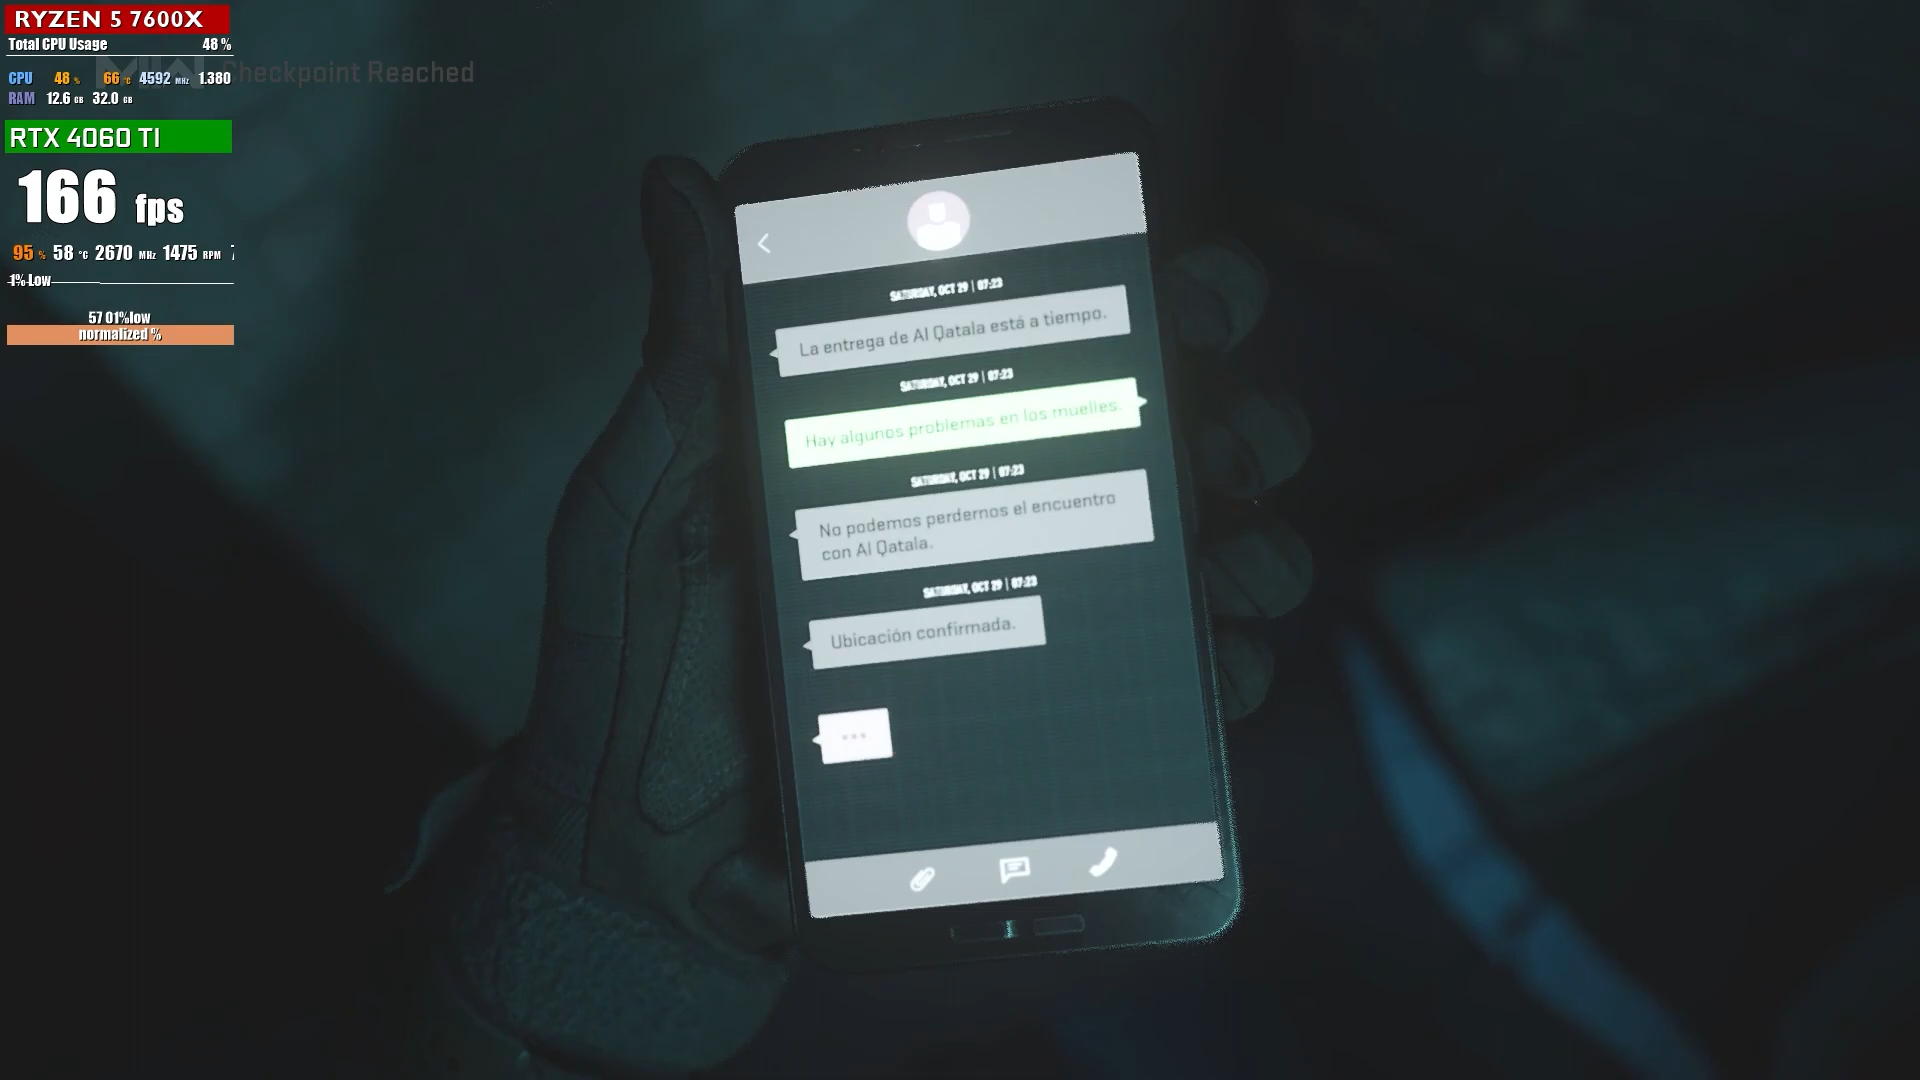 RYZEN 5 7600X
Total CPU Usage 48 %
CPU 48 % 66 °C 4592 MHz 1.380
RAM 12.6 GB 32.0 GB
MW Checkpoint Reached
RTX 4060 TI
166 fps
95 % 58 °C 2670 MHz 1475 RPM
1% Low
57 01%low
normalized %
SATURDAY, OCT 29 | 07:23
La entrega de Al Qatala está a tiempo.
SATURDAY, OCT 29 | 07:23
Hay algunos problemas en los muelles.
SATURDAY, OCT 29 | 07:23
No podemos perdernos el encuentro
con Al Qatala.
SATURDAY, OCT 29 | 07:23
Ubicación confirmada.
...